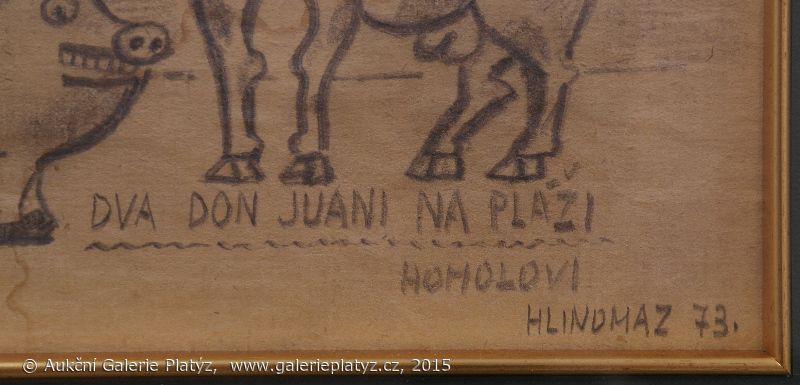 DVA DON JUANI NA PLÁŽI
HOMOLOVI
HLINOMAZ 73.
© Aukční Galerie Platýz, www.galerieplatyz.cz, 2015